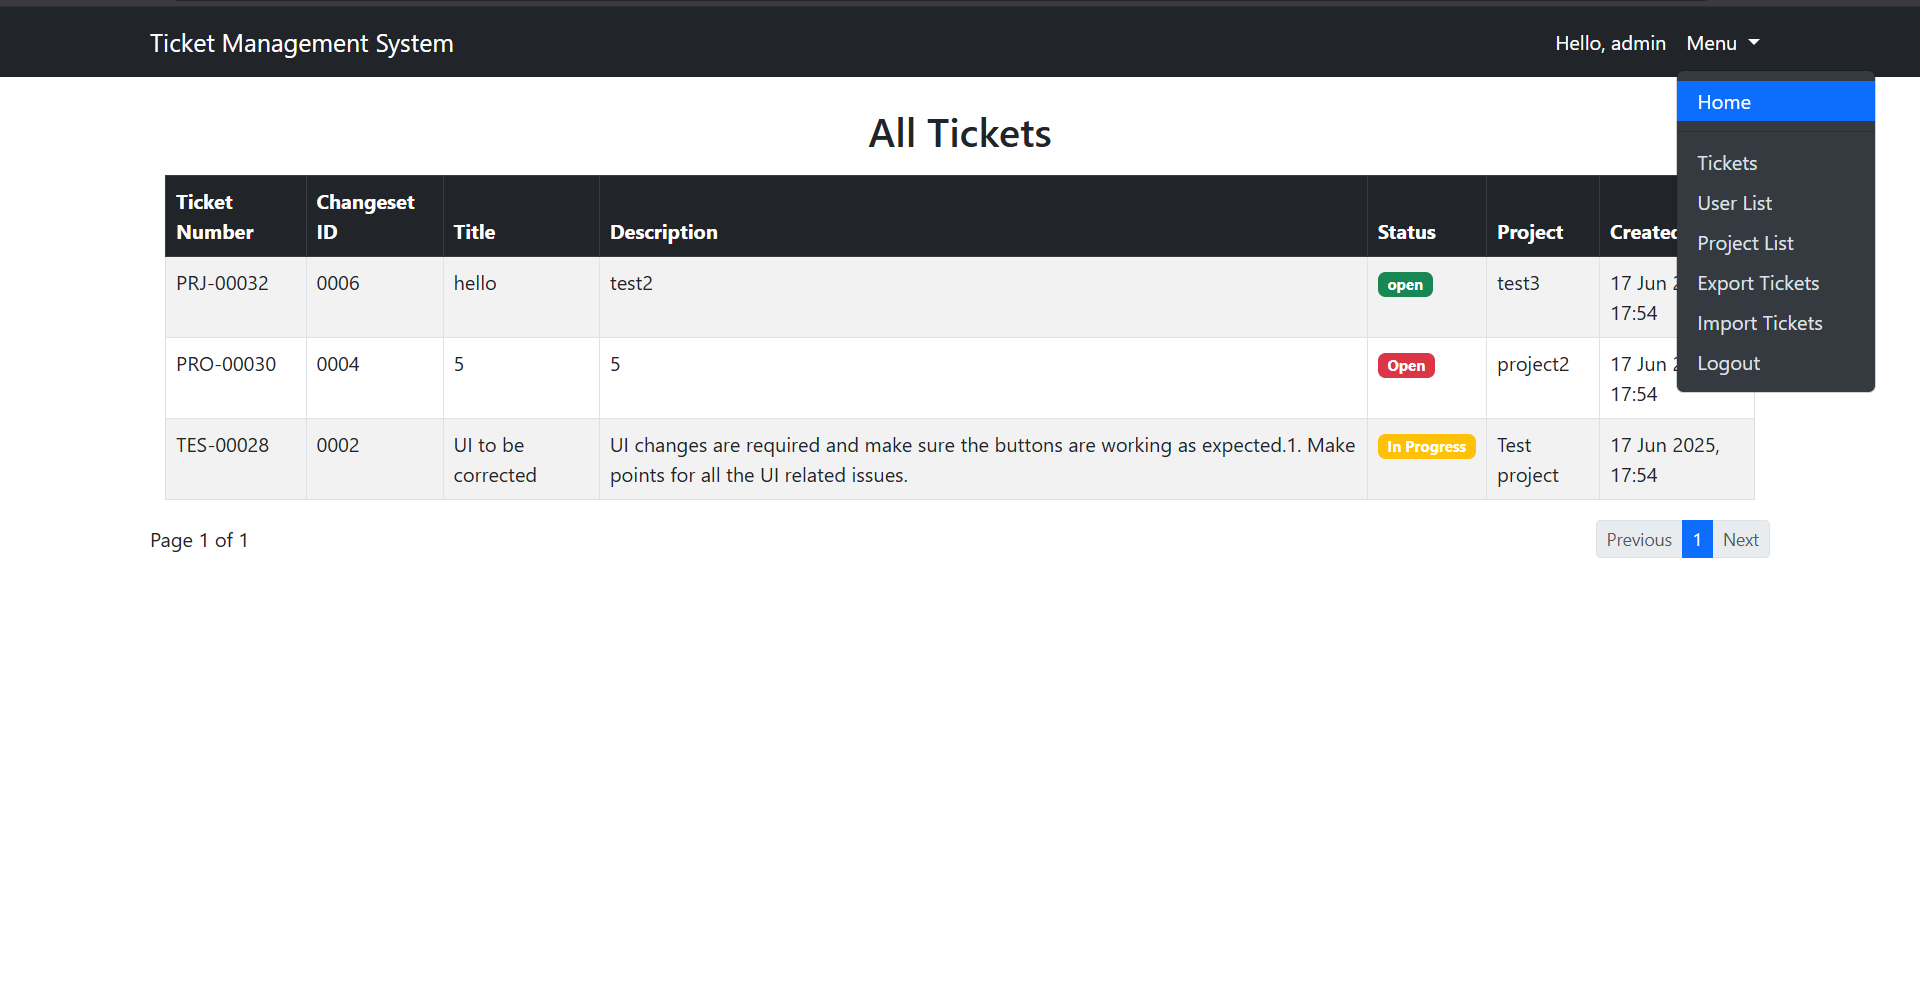 Ticket Management System
Hello, admin
Menu
Home
Tickets
User List
Project List
Export Tickets
Import Tickets
Logout
All Tickets
Ticket Number Changeset ID Title Description Status Project Created
PRJ-00032 0006 hello test2 open test3 17 Jun 17:54
PRO-00030 0004 5 5 Open project2 17 Jun 17:54
TES-00028 0002 UI to be corrected UI changes are required and make sure the buttons are working as expected.1. Make points for all the UI related issues. In Progress Test project 17 Jun 2025, 17:54
Page 1 of 1
Previous 1 Next